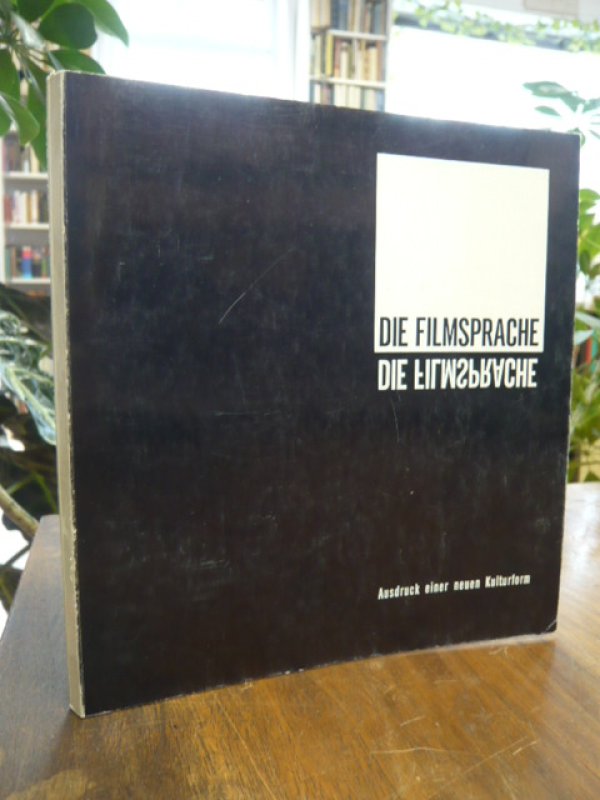 DIE FILMSPRACHE
DIE FILMSPRACHE
Ausdruck einer neuen Kulturform